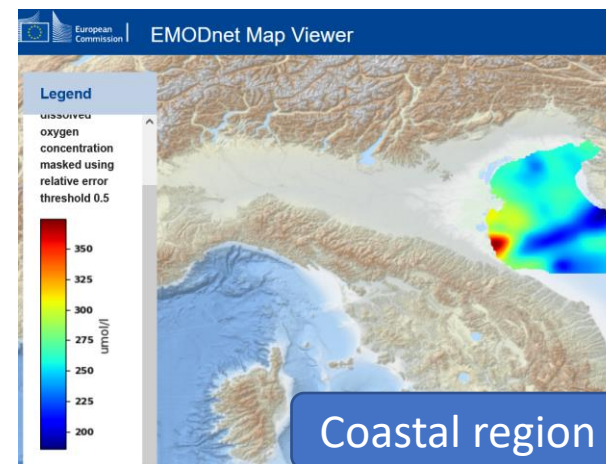 European
Commission
EMODnet Map Viewer
Legend
dissolved
oxygen
concentration
masked using
relative error
threshold 0.5
350
325
300
275
250
225
200
umol/l
Coastal region